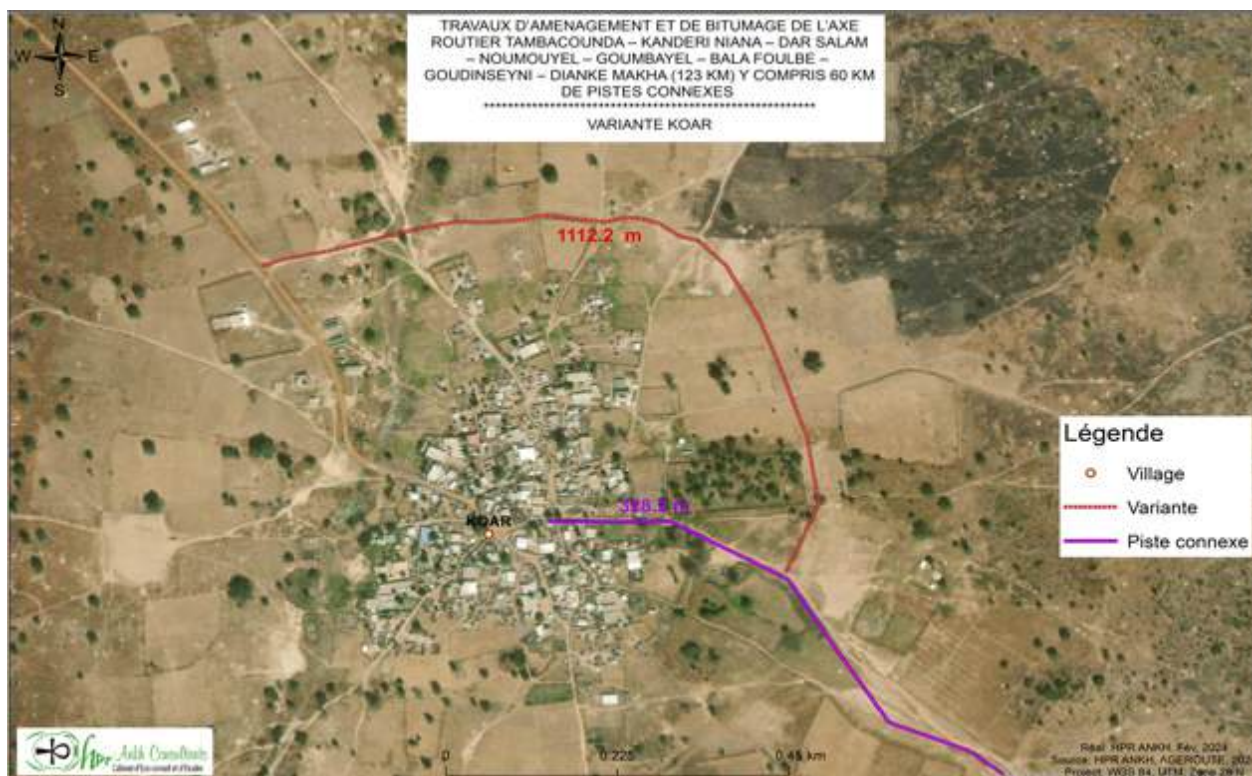 N
W E
S
TRAVAUX D'AMENAGEMENT ET DE BITUMAGE DE L'AXE
ROUTIER TAMBACOUNDA – KANDERI NIANA – DAR SALAM
– NOUMOUYEL – GOUMBAYEL – BALA FOULBE –
GOUDINSEYNI – DIANKE MAKHA (123 KM) Y COMPRIS 60 KM
DE PISTES CONNEXES
VARIANTE KOAR
1112.2 m
KOAR
Légende
Village
Variante
Piste connexe
0 0.225 0.45 km
Hpr Ankh Consultants
Réal: HPR ANKH, Fév. 2024
Source: HPR ANKH, AGEROUTE,
Project: WGS 84, UTM, Zone